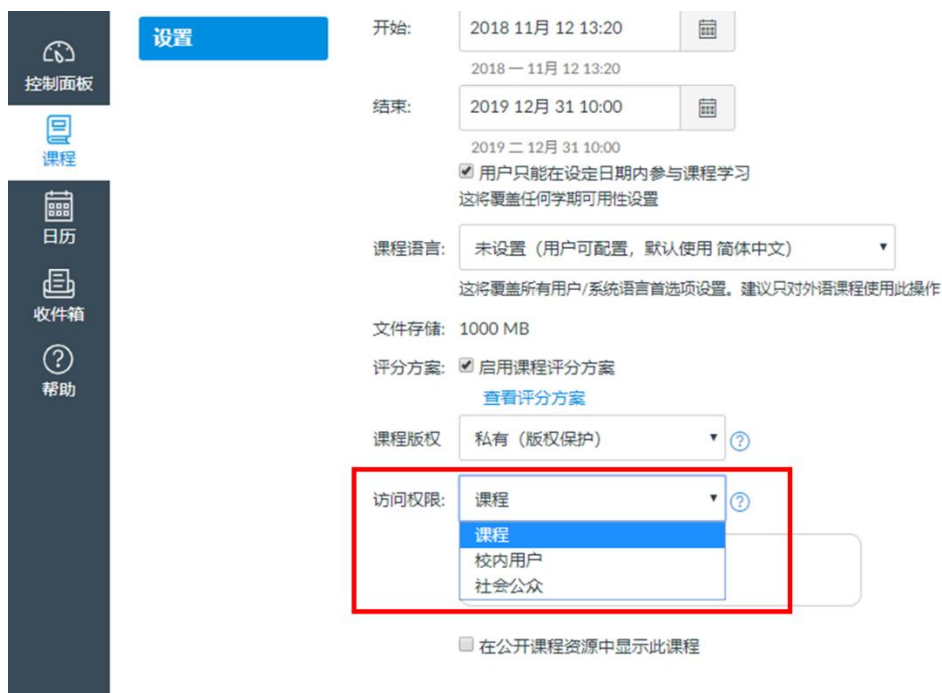 控制面板
课程
日历
收件箱
帮助
设置
开始: 2018 11月 12 13:20
2018 一 11月 12 13:20
结束: 2019 12月 31 10:00
2019 二 12月 31 10:00
用户只能在设定日期内参与课程学习
这将覆盖任何学期可用性设置
课程语言: 未设置（用户可配置，默认使用 简体中文）
这将覆盖所有用户/系统语言首选项设置。建议只对外语课程使用此操作
文件存储: 1000 MB
评分方案: 启用课程评分方案
查看评分方案
课程版权 私有（版权保护） ?
访问权限: 课程 ?
课程
校内用户
社会公众
在公开课程资源中显示此课程